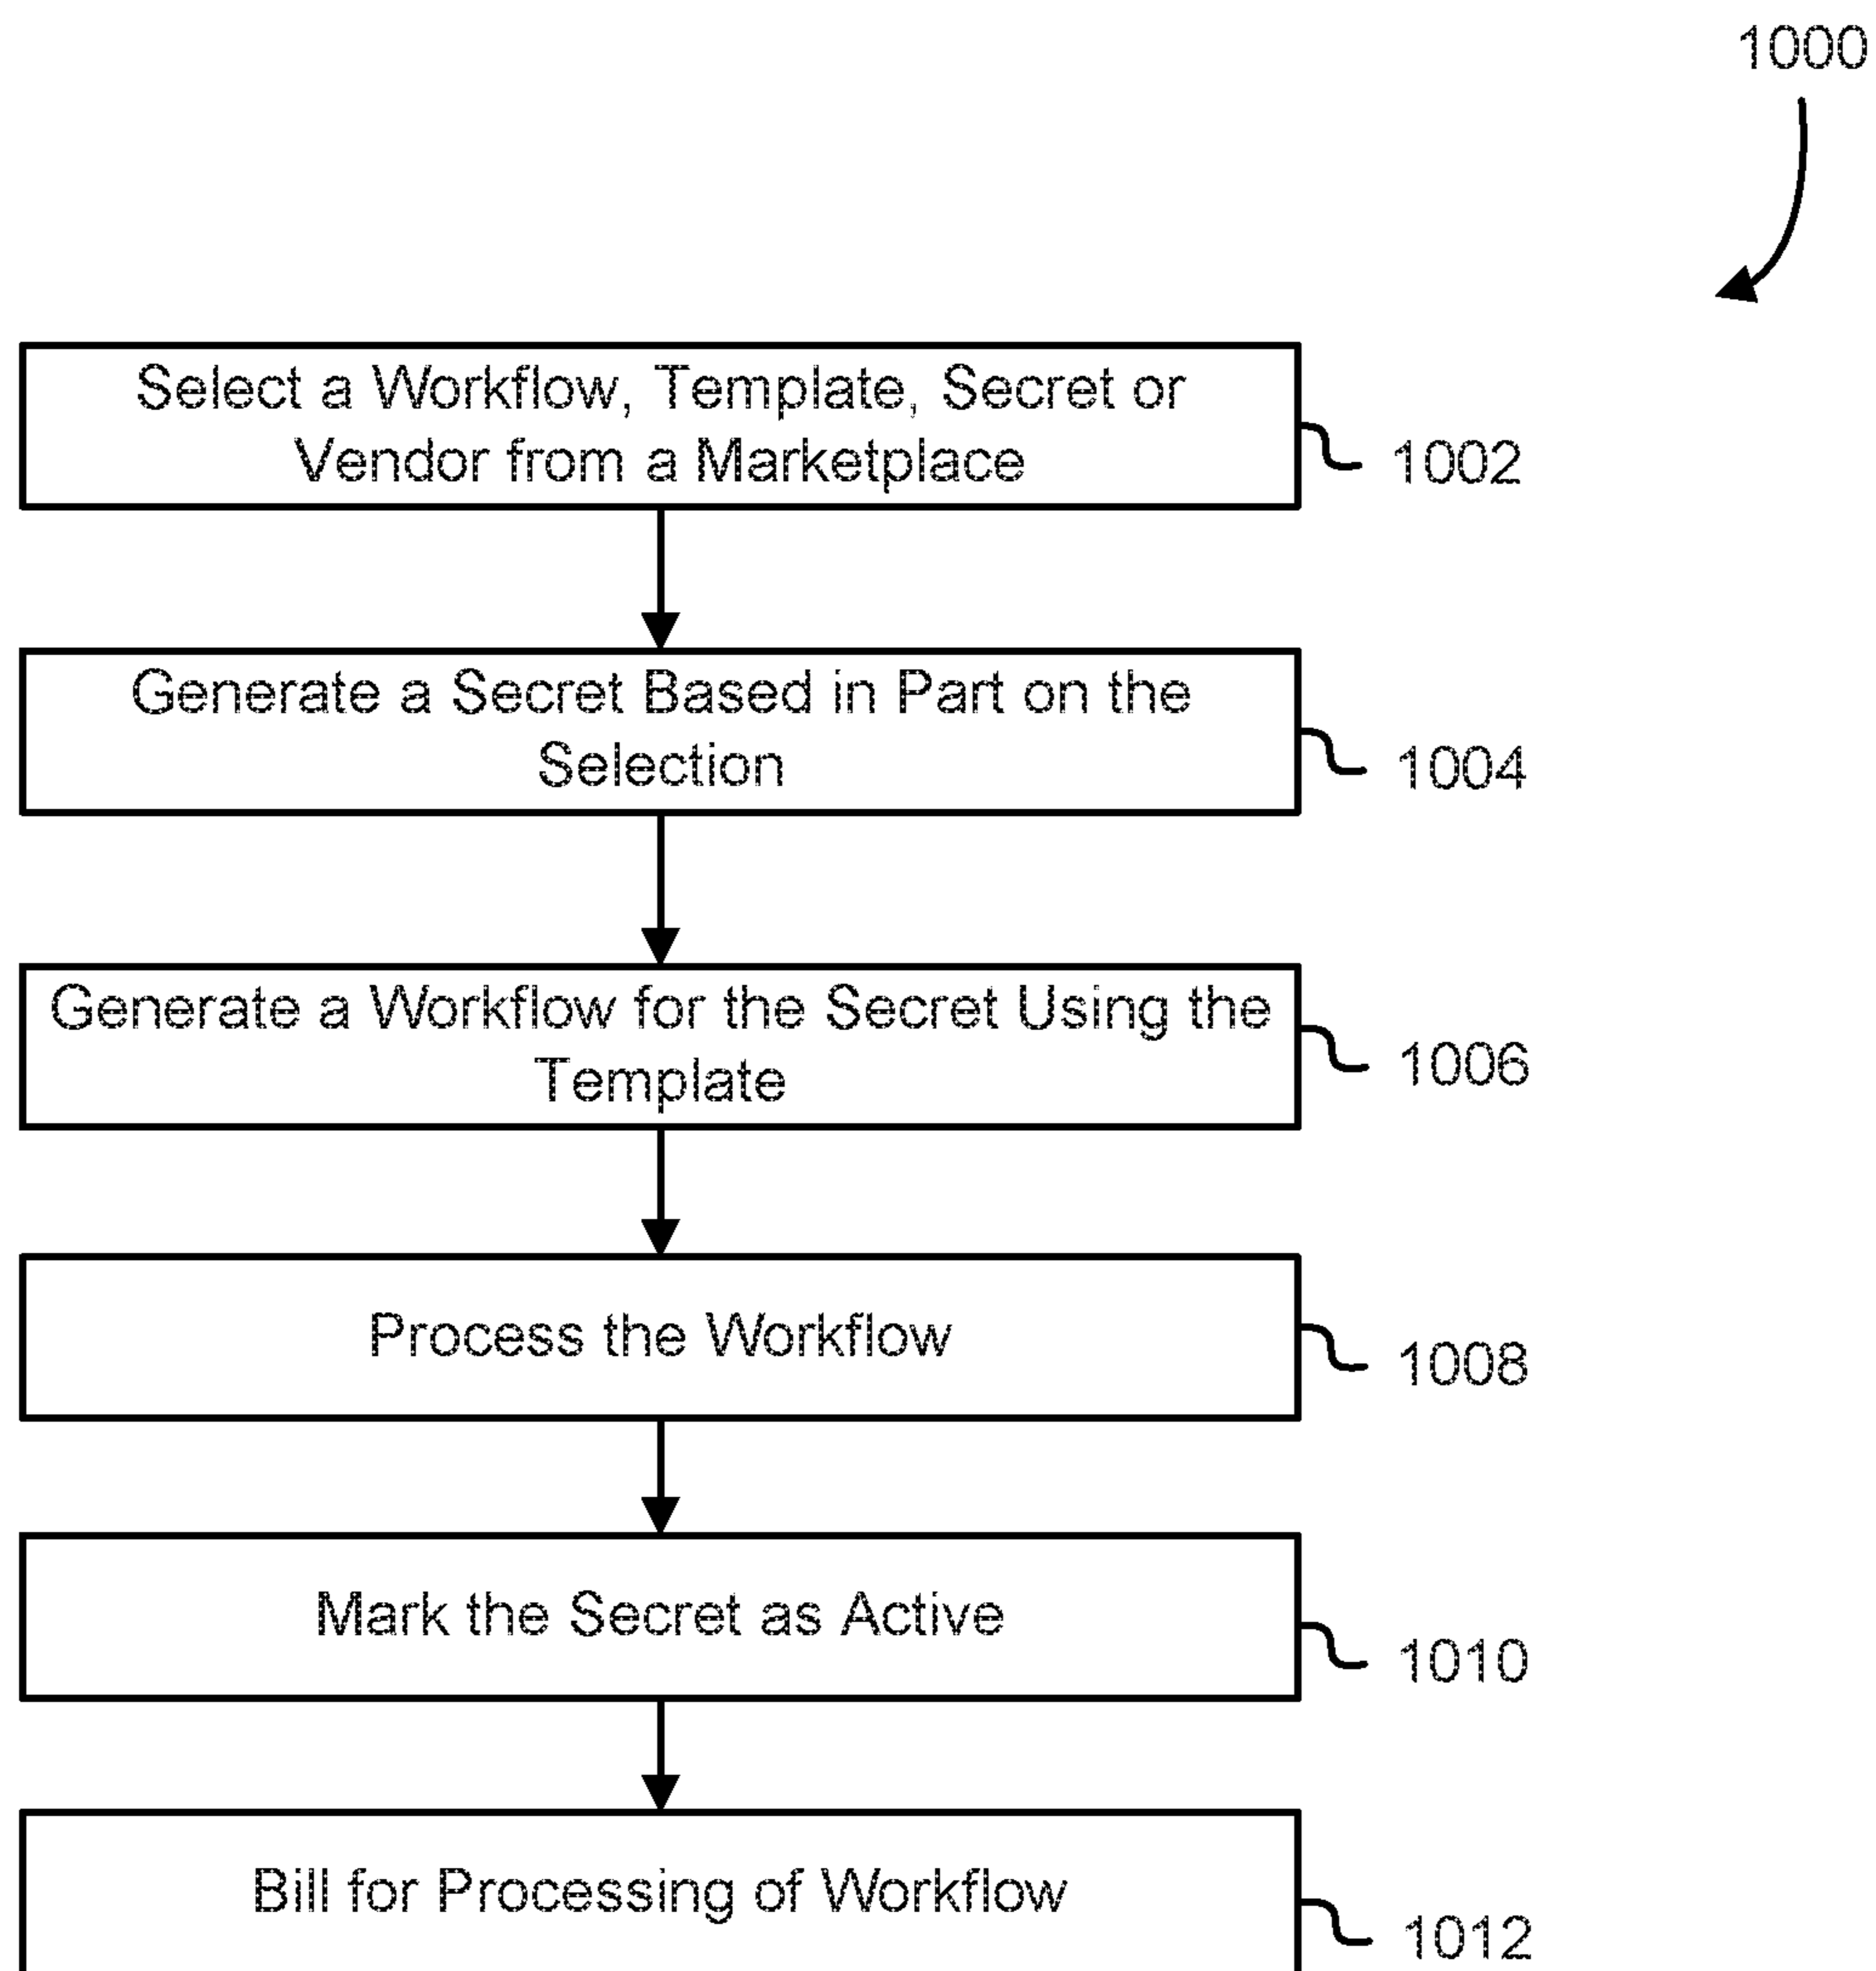 1000
Select a Workflow, Template, Secret or
Vendor from a Marketplace
1002
Generate a Secret Based in Part on the
Selection
1004
Generate a Workflow for the Secret Using the
Template
1006
Process the Workflow
1008
Mark the Secret as Active
1010
Bill for Processing of Workflow
1012